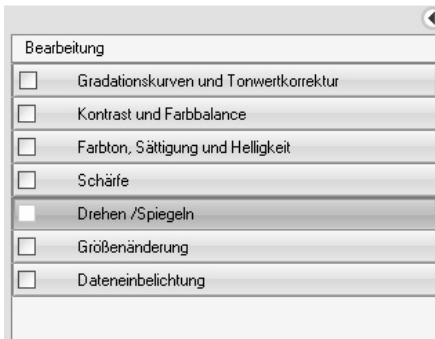 Bearbeitung
Gradationskurven und Tonwertkorrektur
Kontrast und Farbbalance
Farbton, Sättigung und Helligkeit
Schärfe
Drehen /Spiegeln
Größenänderung
Dateneinbelichtung